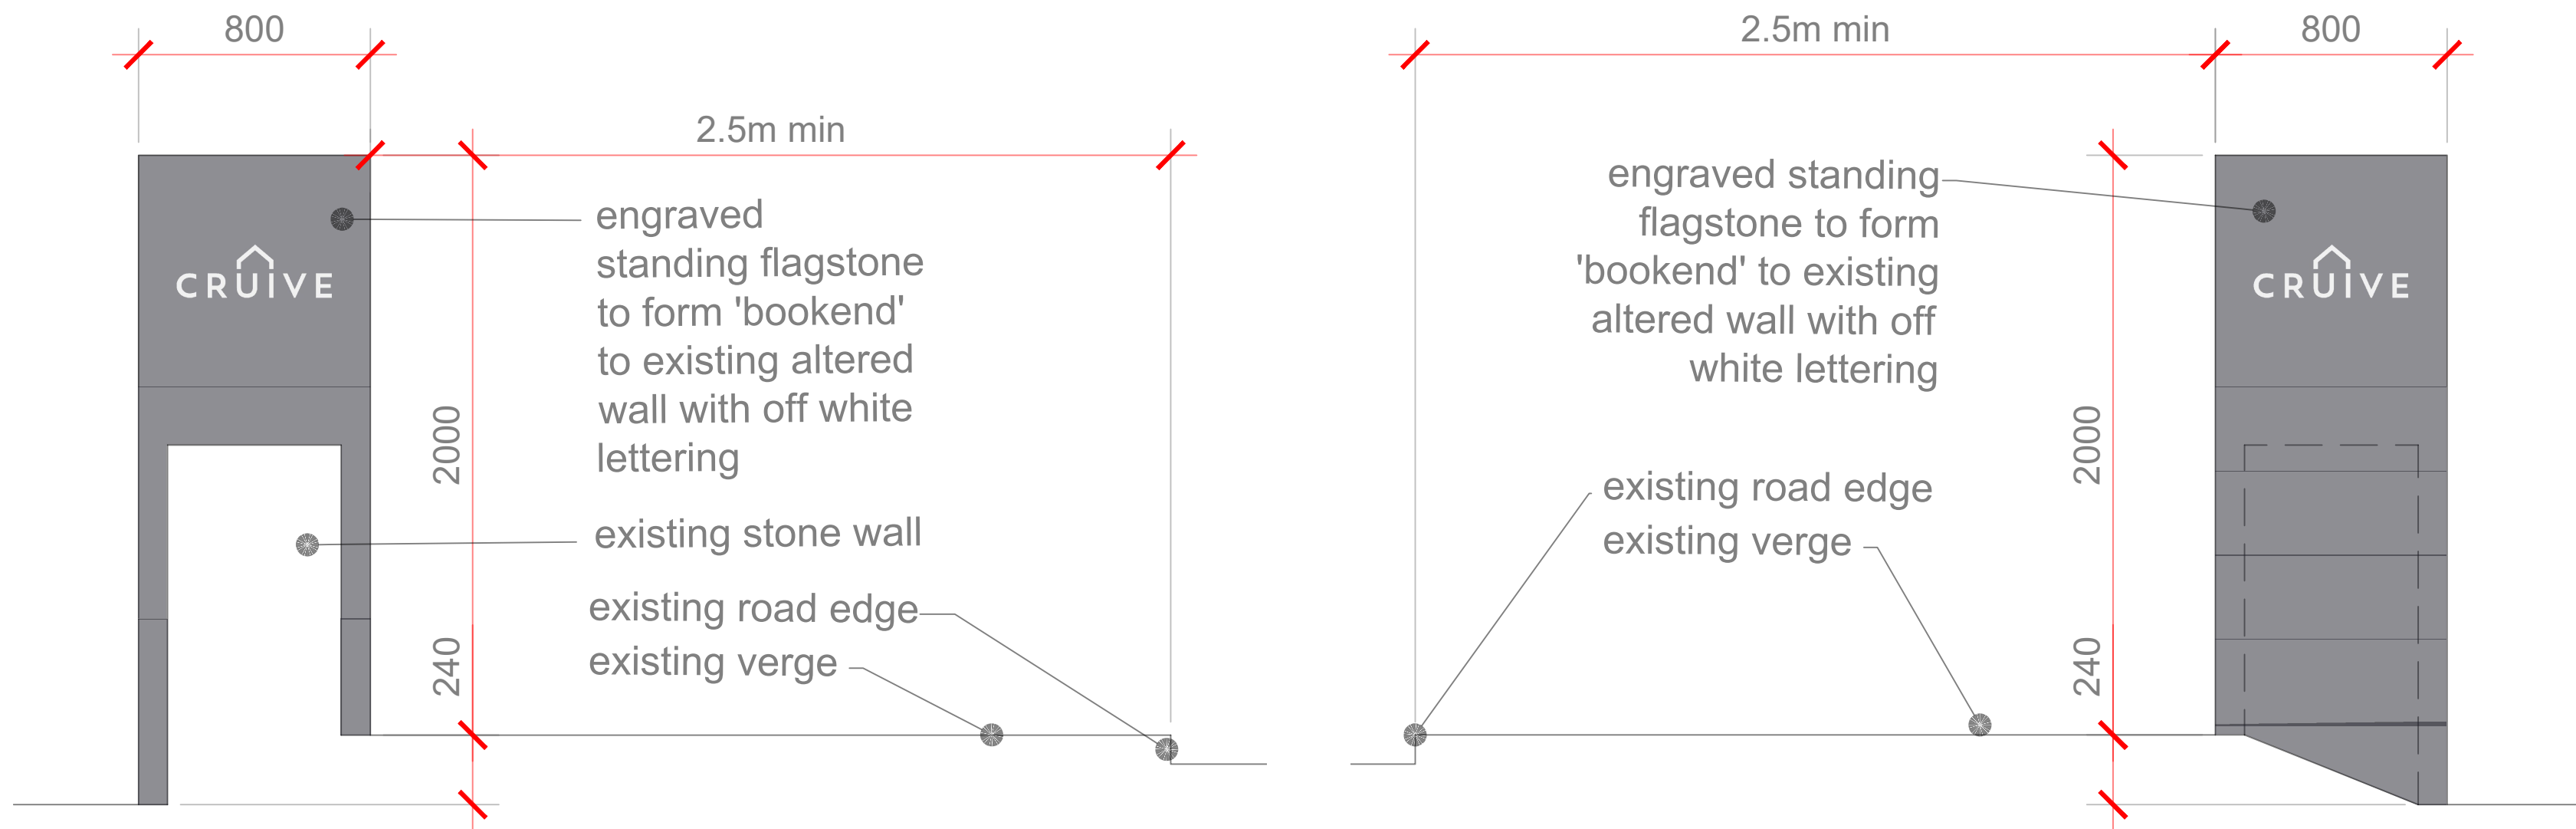 800
2.5m min
engraved
standing flagstone
to form 'bookend'
to existing altered
wall with off white
lettering
CRUIVE
2000
existing stone wall
existing road edge
existing verge
240
2.5m min
800
engraved standing
flagstone to form
'bookend' to existing
altered wall with off
white lettering
CRUIVE
2000
existing road edge
existing verge
240